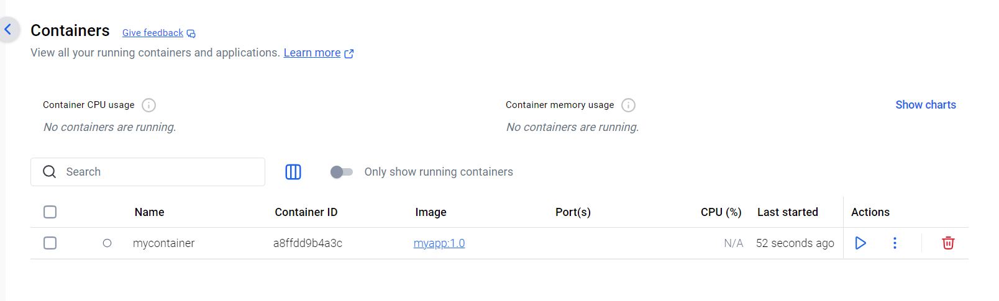 Containers Give feedback
View all your running containers and applications. Learn more
Container CPU usage Container memory usage Show charts
No containers are running. No containers are running.
Search Only show running containers
Name Container ID Image Port(s) CPU (%) Last started Actions
mycontainer a8ffdd9b4a3c myapp:1.0 N/A 52 seconds ago